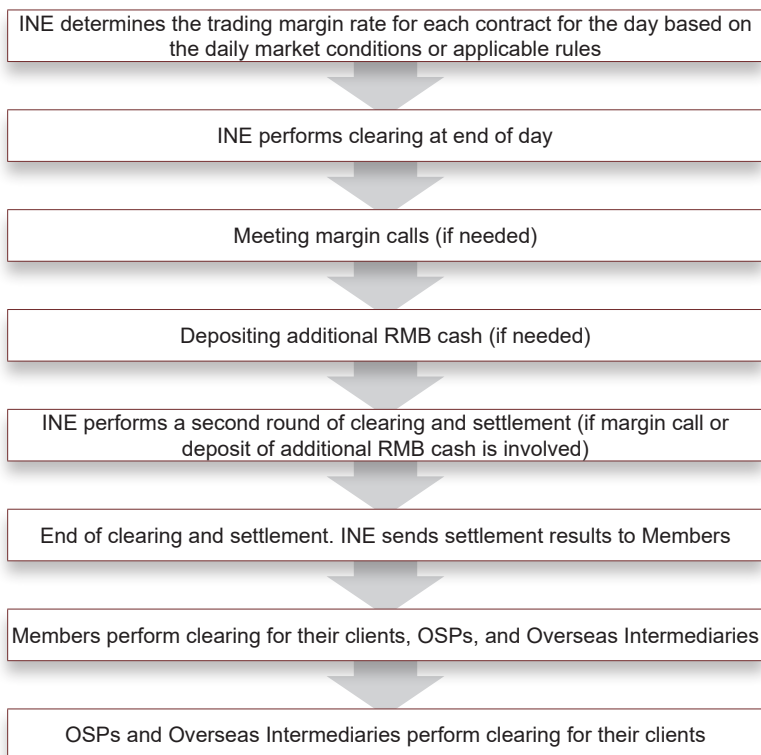 INE determines the trading margin rate for each contract for the day based on
the daily market conditions or applicable rules
INE performs clearing at end of day
Meeting margin calls (if needed)
Depositing additional RMB cash (if needed)
INE performs a second round of clearing and settlement (if margin call or
deposit of additional RMB cash is involved)
End of clearing and settlement. INE sends settlement results to Members
Members perform clearing for their clients, OSPs, and Overseas Intermediaries
OSPs and Overseas Intermediaries perform clearing for their clients